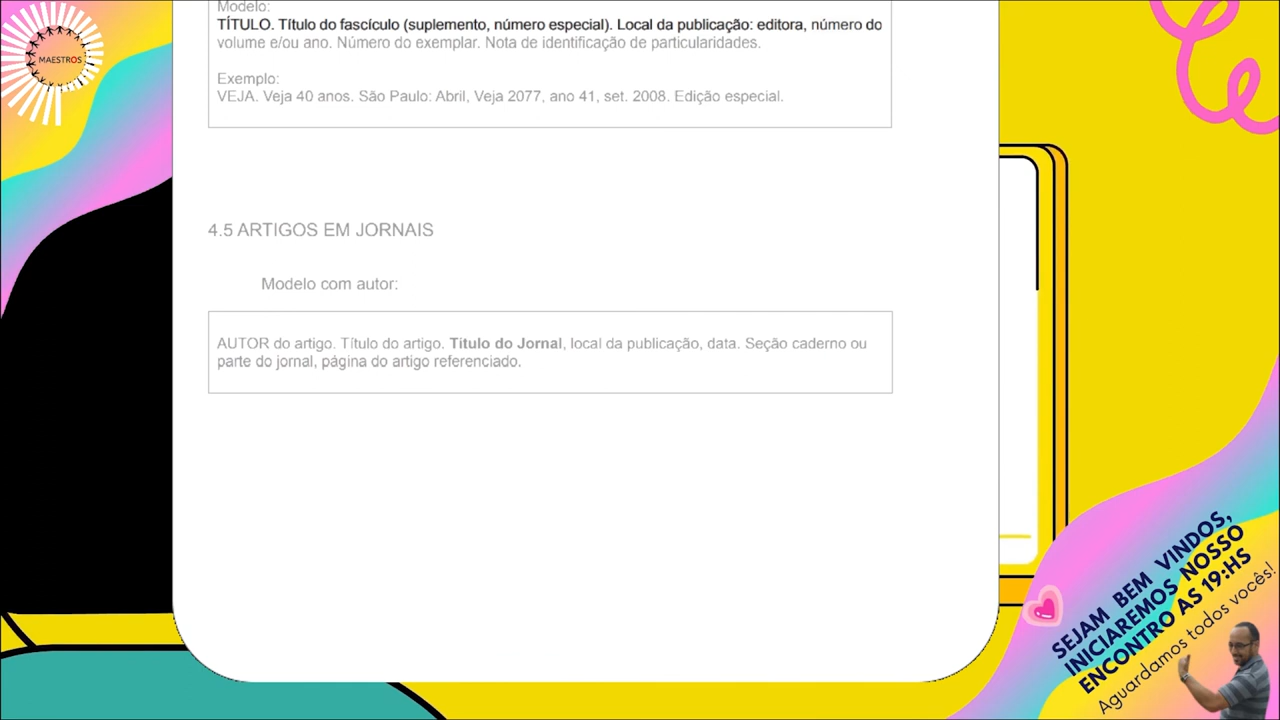 MAESTROS
Modelo:
TÍTULO. Título do fascículo (suplemento, número especial). Local da publicação: editora, número do
volume e/ou ano. Número do exemplar. Nota de identificação de particularidades.
Exemplo:
VEJA. Veja 40 anos. São Paulo: Abril, Veja 2077, ano 41, set. 2008. Edição especial.
4.5 ARTIGOS EM JORNAIS
Modelo com autor:
AUTOR do artigo. Título do artigo. Título do Jornal, local da publicação, data. Seção caderno ou
parte do jornal, página do artigo referenciado.
SEJAM BEM VINDOS,
INICIAREMOS NOSSO
ENCONTRO AS 19:HS
Aguardamos todos vocês!